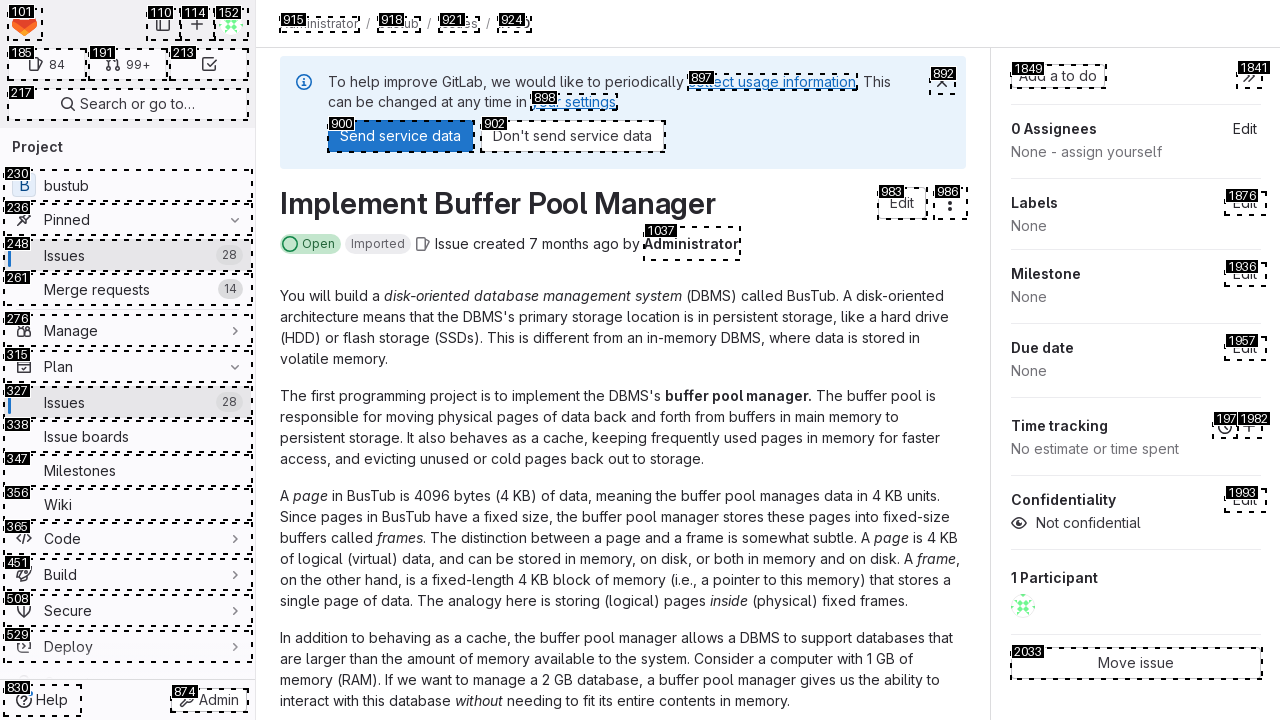 101
110
114
152
185
84
191
99+
213
217
Search or go to…
Project
230
B bustub
236
Pinned
248
Issues 28
261
Merge requests 14
276
Manage
315
Plan
327
Issues 28
338
Issue boards
347
Milestones
356
Wiki
365
Code
451
Build
508
Secure
529
Deploy
830
Help
874
Admin
915
918
921
924
/ / /
To help improve GitLab, we would like to periodically 897 collect usage information. This
can be changed at any time in 898 your settings.
892
900
Send service data
902
Don't send service data
Implement Buffer Pool Manager
983
Edit
986
Open Imported Issue created 7 months ago by 1037 Administrator
You will build a disk-oriented database management system (DBMS) called BusTub. A disk-oriented
architecture means that the DBMS's primary storage location is in persistent storage, like a hard drive
(HDD) or flash storage (SSDs). This is different from an in-memory DBMS, where data is stored in
volatile memory.
The first programming project is to implement the DBMS's buffer pool manager. The buffer pool is
responsible for moving physical pages of data back and forth from buffers in main memory to
persistent storage. It also behaves as a cache, keeping frequently used pages in memory for faster
access, and evicting unused or cold pages back out to storage.
A page in BusTub is 4096 bytes (4 KB) of data, meaning the buffer pool manages data in 4 KB units.
Since pages in BusTub have a fixed size, the buffer pool manager stores these pages into fixed-size
buffers called frames. The distinction between a page and a frame is somewhat subtle. A page is 4 KB
of logical (virtual) data, and can be stored in memory, on disk, or both in memory and on disk. A frame,
on the other hand, is a fixed-length 4 KB block of memory (i.e., a pointer to this memory) that stores a
single page of data. The analogy here is storing (logical) pages inside (physical) fixed frames.
In addition to behaving as a cache, the buffer pool manager allows a DBMS to support databases that
are larger than the amount of memory available to the system. Consider a computer with 1 GB of
memory (RAM). If we want to manage a 2 GB database, a buffer pool manager gives us the ability to
interact with this database without needing to fit its entire contents in memory.
1849
Add a to do
1841
0 Assignees Edit
None - assign yourself
Labels 1876 Edit
None
Milestone 1936 Edit
None
Due date 1957 Edit
None
Time tracking 197 1982
No estimate or time spent
Confidentiality 1993 Edit
Not confidential
1 Participant
2033
Move issue